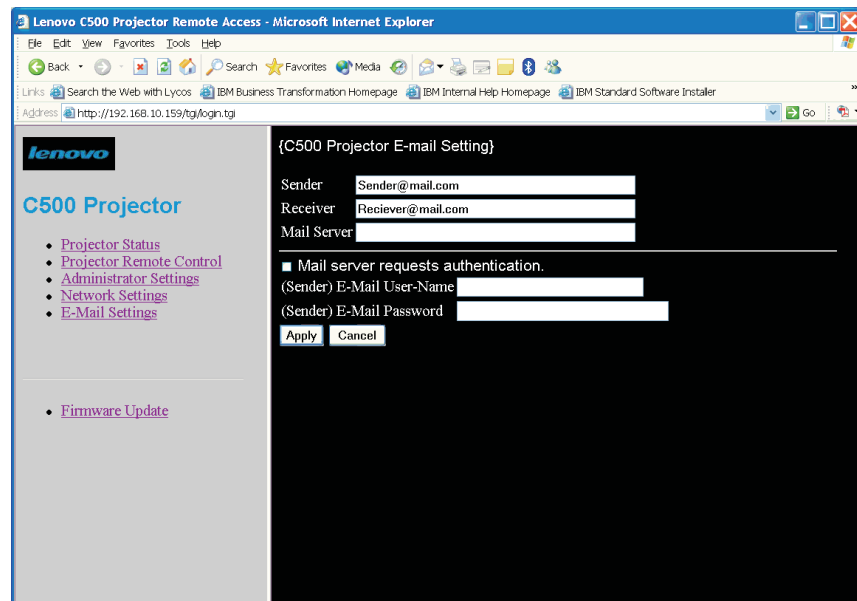 Lenovo C500 Projector Remote Access - Microsoft Internet Explorer
File Edit View Favorites Tools Help
Back Search Favorites Media
Links Search the Web with Lycos IBM Business Transformation Homepage IBM Internal Help Homepage IBM Standard Software Installer »
Address http://192.168.10.159/tgi/login.tgi Go
lenovo
C500 Projector
Projector Status
Projector Remote Control
Administrator Settings
Network Settings
E-Mail Settings
Firmware Update
{C500 Projector E-mail Setting}
Sender Sender@mail.com
Receiver Reciever@mail.com
Mail Server
Mail server requests authentication.
(Sender) E-Mail User-Name
(Sender) E-Mail Password
Apply Cancel